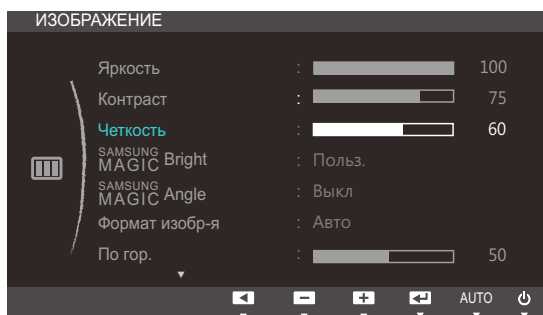 ИЗОБРАЖЕНИЕ
Яркость : 100
Контраст : 75
Четкость : 60
SAMSUNG MAGIC Bright : Польз.
SAMSUNG MAGIC Angle : Выкл
Формат изобр-я : Авто
По гор. : 50
AUTO